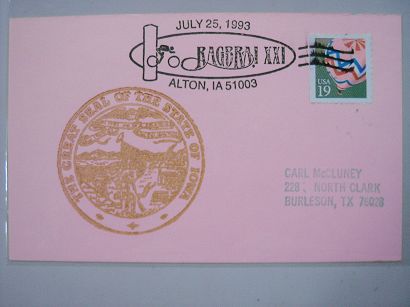 JULY 25, 1993
RAGBRAI XXI
ALTON, IA 51003
USA
19
THE GREAT SEAL OF THE STATE OF IOWA
CARL McCLUNEY
228 NORTH CLARK
BURLESON, TX 76028